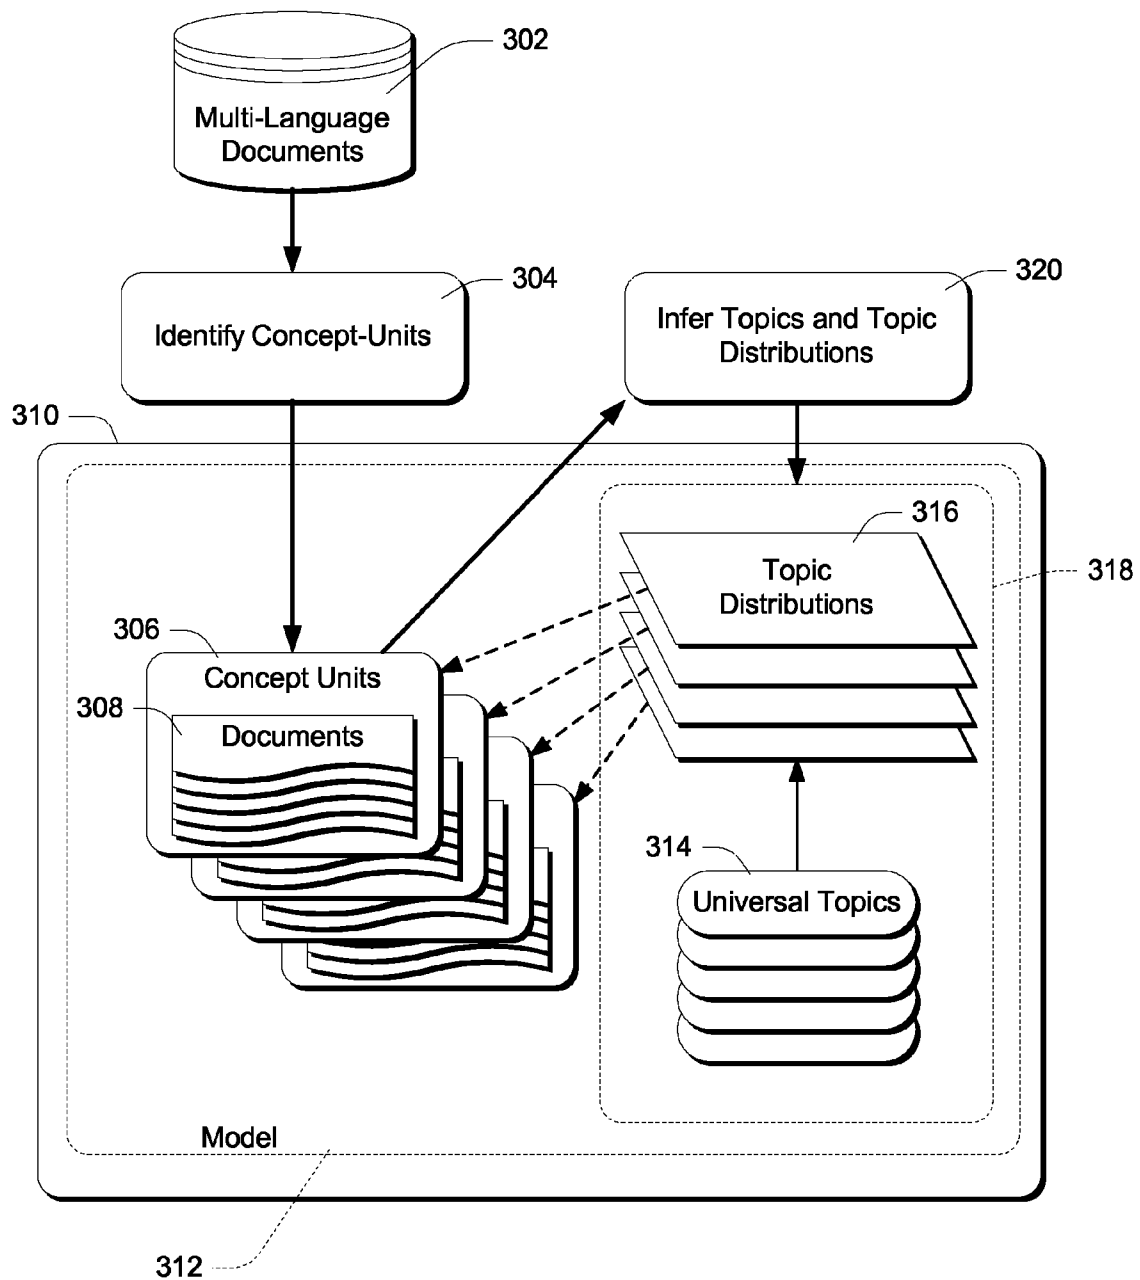 302
Multi-Language
Documents
304
Identify Concept-Units
320
Infer Topics and Topic
Distributions
310
316
Topic
Distributions
318
306
Concept Units
308
Documents
314
Universal Topics
Model
312